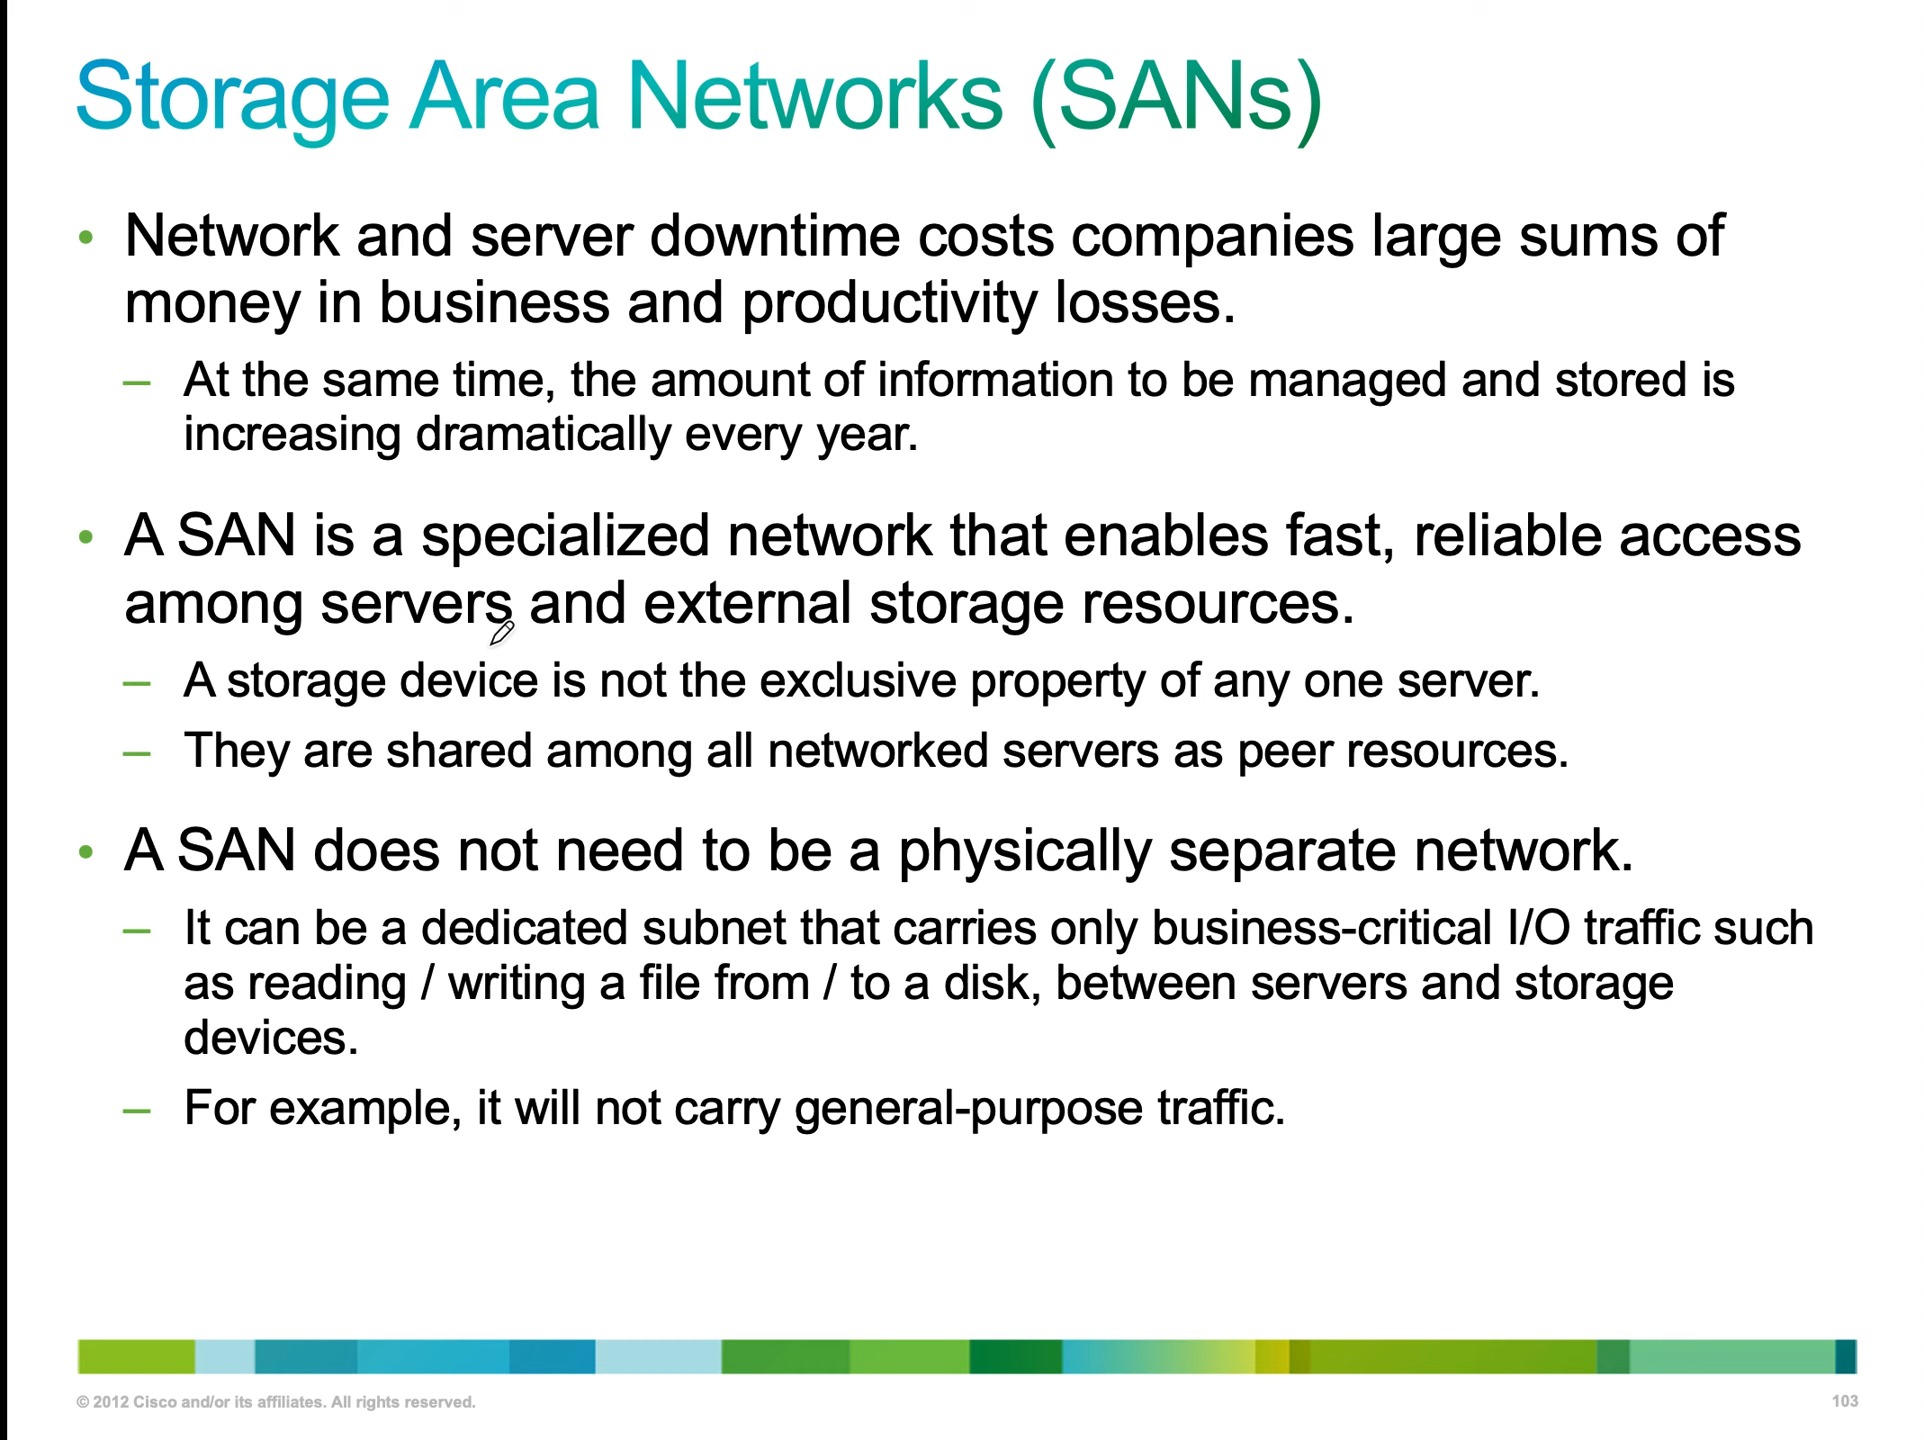 Storage Area Networks (SANs)
• Network and server downtime costs companies large sums of
money in business and productivity losses.
– At the same time, the amount of information to be managed and stored is
increasing dramatically every year.
• A SAN is a specialized network that enables fast, reliable access
among servers and external storage resources.
– A storage device is not the exclusive property of any one server.
– They are shared among all networked servers as peer resources.
• A SAN does not need to be a physically separate network.
– It can be a dedicated subnet that carries only business-critical I/O traffic such
as reading / writing a file from / to a disk, between servers and storage
devices.
– For example, it will not carry general-purpose traffic.
© 2012 Cisco and/or its affiliates. All rights reserved.
103